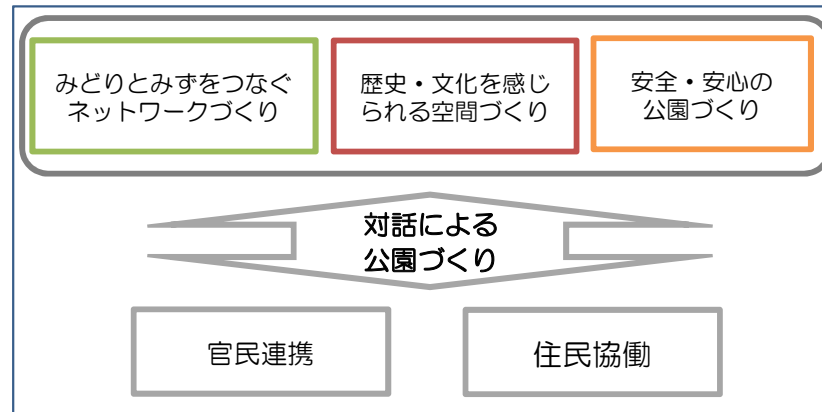 みどりとみずをつなぐ
ネットワークづくり
歴史・文化を感じ
られる空間づくり
安全・安心の
公園づくり
対話による
公園づくり
官民連携
住民協働